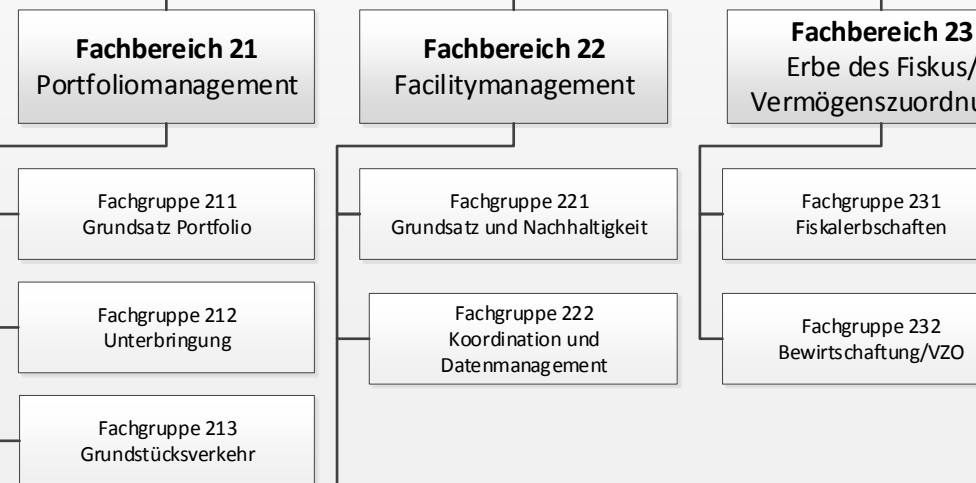 Fachbereich 21
Portfoliomanagement
Fachgruppe 211
Grundsatz Portfolio
Fachgruppe 212
Unterbringung
Fachgruppe 213
Grundstücksverkehr
Fachbereich 22
Facilitymanagement
Fachgruppe 221
Grundsatz und Nachhaltigkeit
Fachgruppe 222
Koordination und
Datenmanagement
Fachbereich 23
Erbe des Fiskus/
Fachgruppe 231
Fiskalerbschaften
Fachgruppe 232
Bewirtschaftung/VZO